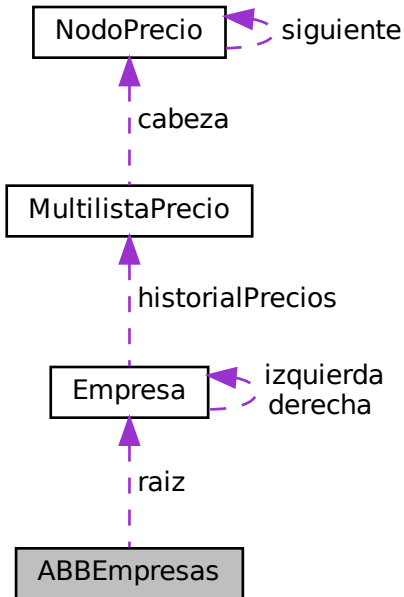 NodoPrecio
siguiente
cabeza
MultilistaPrecio
historialPrecios
Empresa
izquierda
derecha
raiz
ABBEmpresas